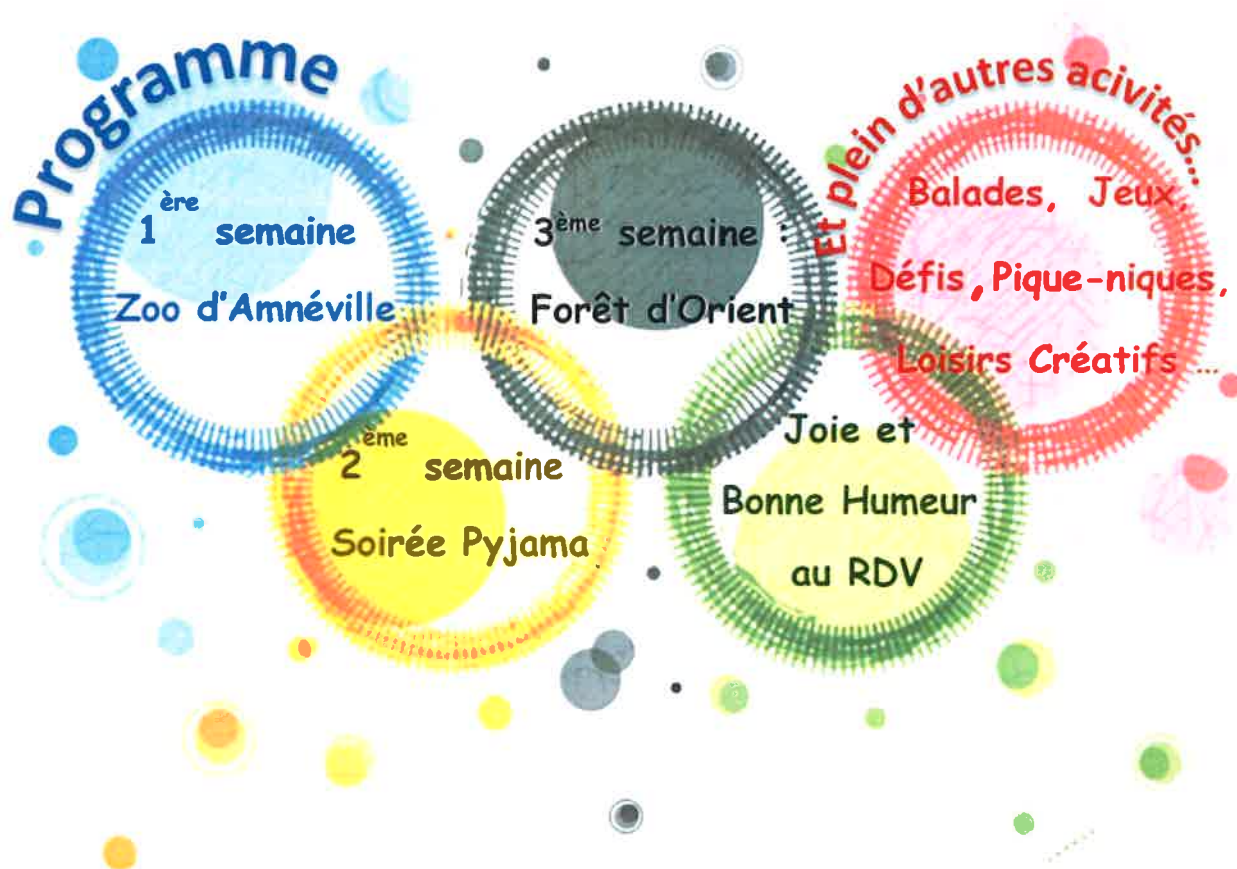 Programme
1ère semaine
Zoo d'Amnéville
2ème semaine
Soirée Pyjama
3ème semaine :
Forêt d'Orient
Joie et
Bonne Humeur
au RDV
Et plein d'autres acivités...
Balades, Jeux,
Défis, Pique-niques,
Loisirs Créatifs ...